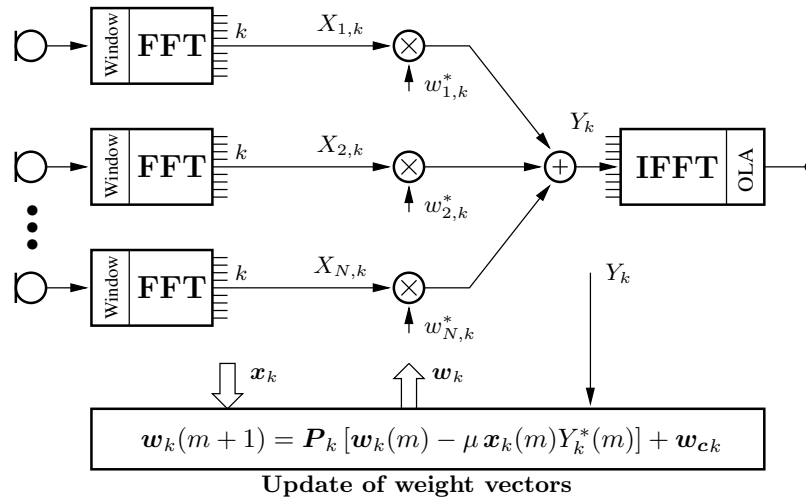 Window FFT k X_{1,k} × w^*_{1,k}
Window FFT k X_{2,k} × w^*_{2,k} + Y_k IFFT OLA
Window FFT k X_{N,k} × w^*_{N,k} Y_k
x_k w_k
w_k(m + 1) = P_k [w_k(m) − μ x_k(m)Y_k^*(m)] + w_{ck}
Update of weight vectors